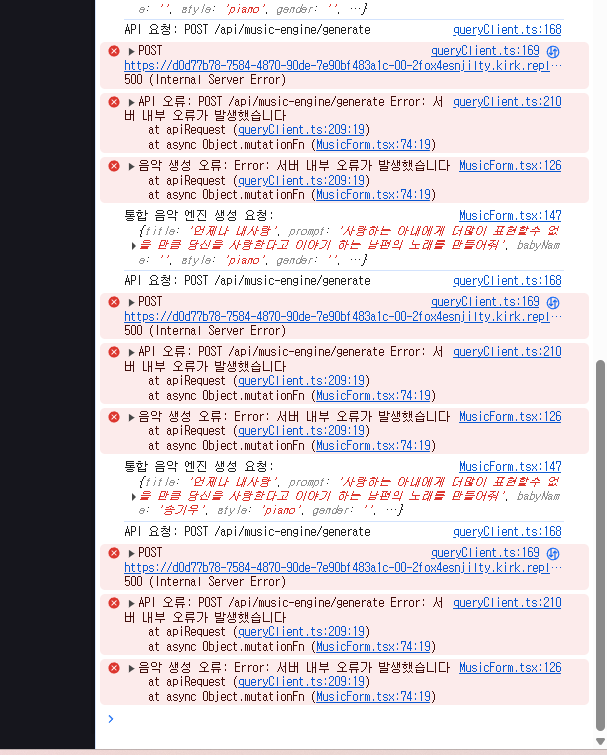 e: '', style: 'piano', gender: '', …}
API 요청: POST /api/music-engine/generate queryClient.ts:168
POST queryClient.ts:169
https://d0d77b78-7584-4870-90de-7e90bf483a1c-00-2fox4esnjilty.kirk.repl…
500 (Internal Server Error)
API 오류: POST /api/music-engine/generate Error: 서 queryClient.ts:210
버 내부 오류가 발생했습니다
at apiRequest (queryClient.ts:209:19)
at async Object.mutationFn (MusicForm.tsx:74:19)
음악 생성 오류: Error: 서버 내부 오류가 발생했습니다 MusicForm.tsx:126
at apiRequest (queryClient.ts:209:19)
at async Object.mutationFn (MusicForm.tsx:74:19)
통합 음악 엔진 생성 요청: MusicForm.tsx:147
{title: '언제나 내사랑', prompt: '사랑하는 아내에게 더많이 표현할수 없
을 만큼 당신을 사랑한다고 이야기 하는 남편의 노래를 만들어줘', babyNam
e: '', style: 'piano', gender: '', …}
API 요청: POST /api/music-engine/generate queryClient.ts:168
POST queryClient.ts:169
https://d0d77b78-7584-4870-90de-7e90bf483a1c-00-2fox4esnjilty.kirk.repl…
500 (Internal Server Error)
API 오류: POST /api/music-engine/generate Error: 서 queryClient.ts:210
버 내부 오류가 발생했습니다
at apiRequest (queryClient.ts:209:19)
at async Object.mutationFn (MusicForm.tsx:74:19)
음악 생성 오류: Error: 서버 내부 오류가 발생했습니다 MusicForm.tsx:126
at apiRequest (queryClient.ts:209:19)
at async Object.mutationFn (MusicForm.tsx:74:19)
통합 음악 엔진 생성 요청: MusicForm.tsx:147
{title: '언제나 내사랑', prompt: '사랑하는 아내에게 더많이 표현할수 없
을 만큼 당신을 사랑한다고 이야기 하는 남편의 노래를 만들어줘', babyNam
e: '송기우', style: 'piano', gender: '', …}
API 요청: POST /api/music-engine/generate queryClient.ts:168
POST queryClient.ts:169
https://d0d77b78-7584-4870-90de-7e90bf483a1c-00-2fox4esnjilty.kirk.repl…
500 (Internal Server Error)
API 오류: POST /api/music-engine/generate Error: 서 queryClient.ts:210
버 내부 오류가 발생했습니다
at apiRequest (queryClient.ts:209:19)
at async Object.mutationFn (MusicForm.tsx:74:19)
음악 생성 오류: Error: 서버 내부 오류가 발생했습니다 MusicForm.tsx:126
at apiRequest (queryClient.ts:209:19)
at async Object.mutationFn (MusicForm.tsx:74:19)